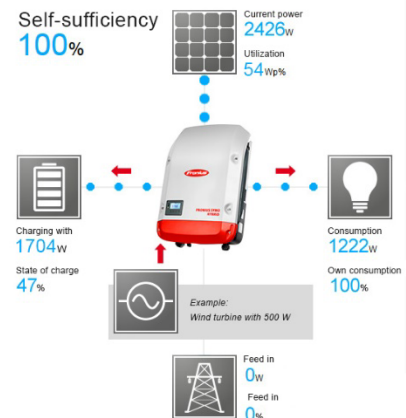 Self-sufficiency
100%
Current power
2426W
Utilization
54Wp%
Fronius
Charging with
1704W
State of charge
47%
Consumption
1222W
Own consumption
100%
Example:
Wind turbine with 500 W
Feed in
0W
Feed in
0%